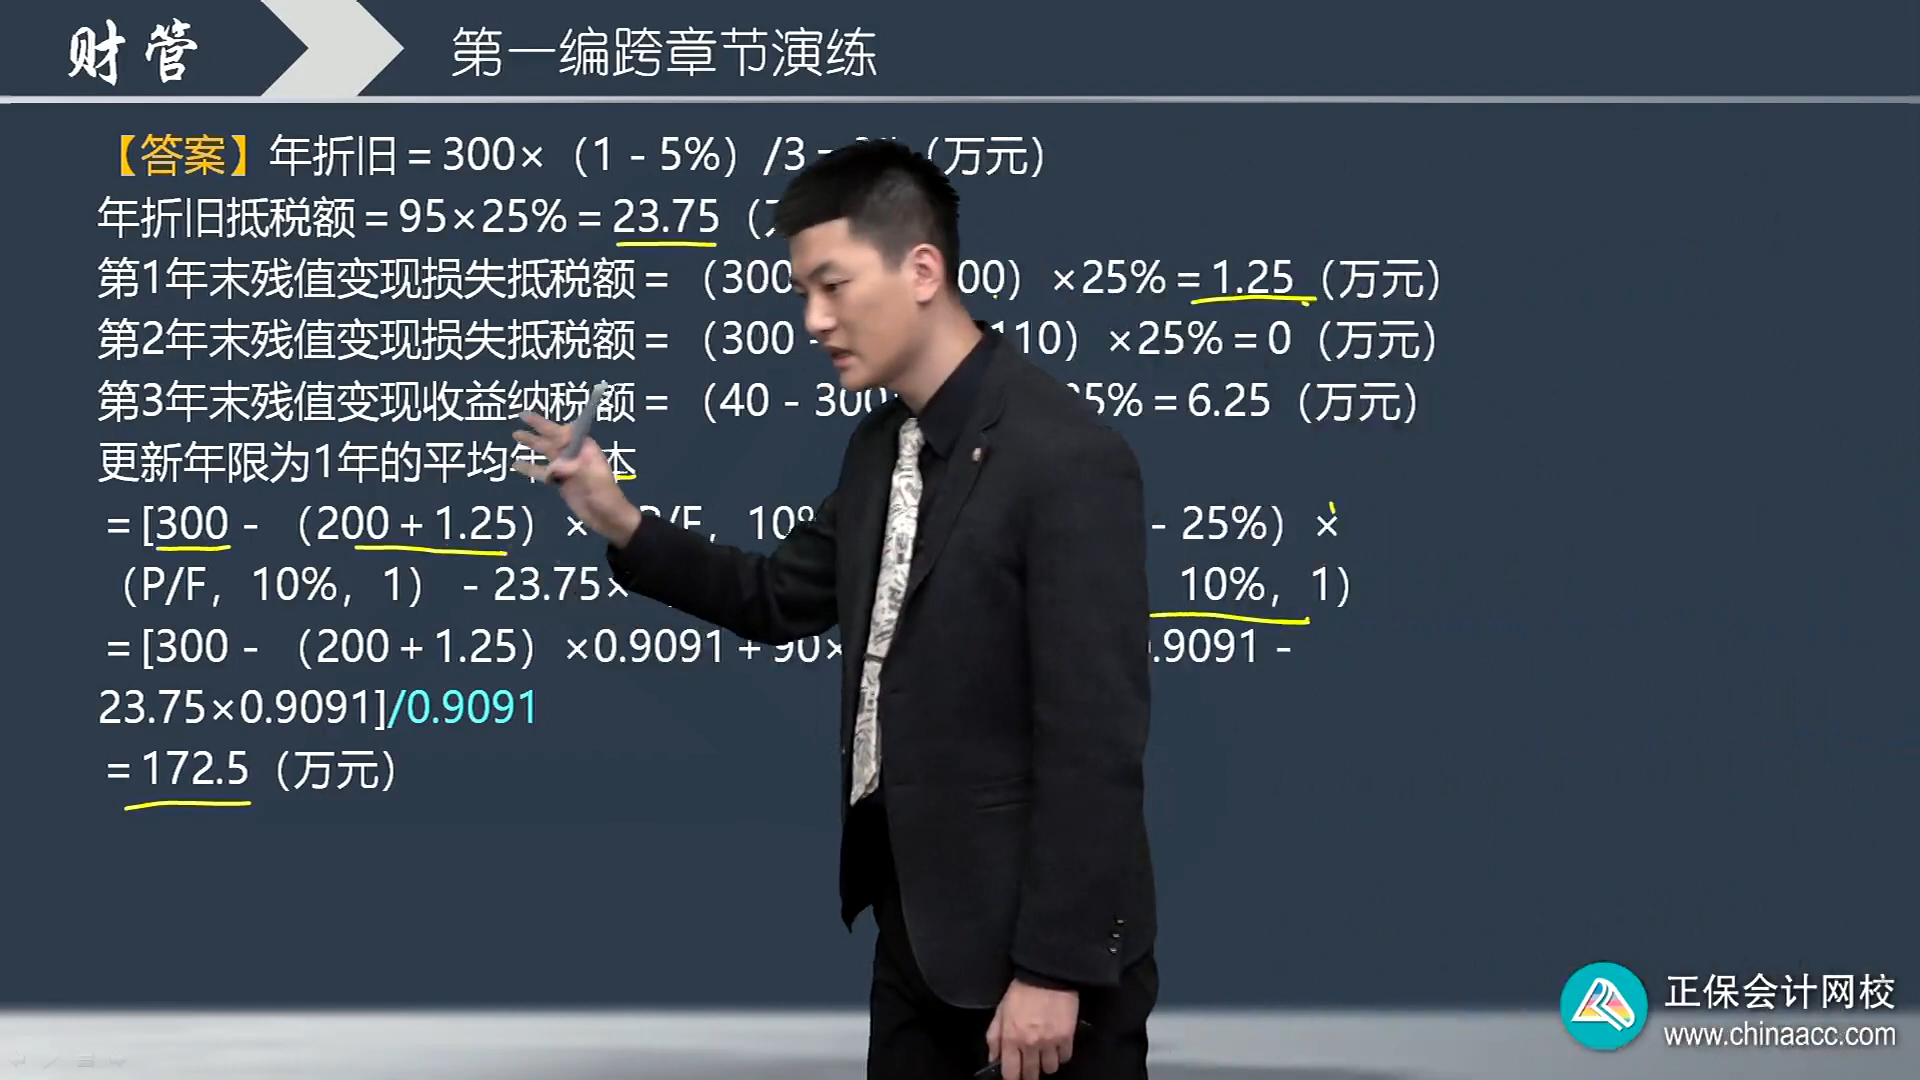 财管
第一编跨章节演练
【答案】年折旧=300×（1-5%）/3=（万元）
年折旧抵税额=95×25%=23.75（
第1年末残值变现损失抵税额=（300 00）×25%=1.25（万元）
第2年末残值变现损失抵税额=（300 - 110）×25%=0（万元）
第3年末残值变现收益纳税额=（40-300 5%=6.25（万元）
更新年限为1年的平均年 本
=[300-（200+1.25）× P/F，10% -25%）×
（P/F，10%，1）-23.75× 10%，1）
=[300-（200+1.25）×0.9091+90× .9091-
23.75×0.9091]/0.9091
=172.5（万元）
正保会计网校
www.chinaacc.com